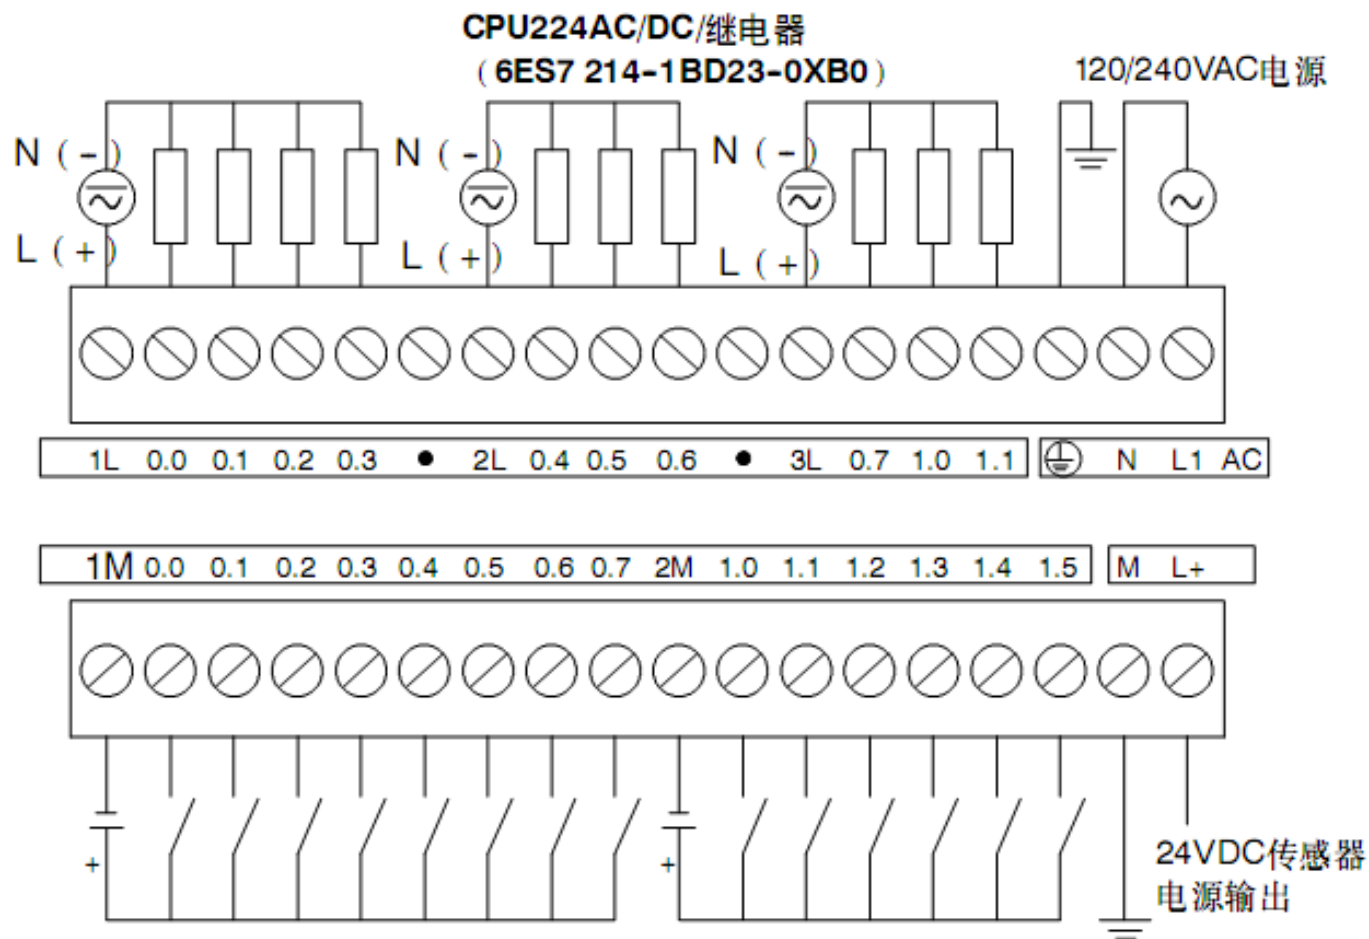 CPU224AC/DC/继电器
（6ES7 214-1BD23-0XB0）
120/240VAC电源
N（-） N（-） N（-）
L（+） L（+） L（+）
1L 0.0 0.1 0.2 0.3 ● 2L 0.4 0.5 0.6 ● 3L 0.7 1.0 1.1 N L1 AC
1M 0.0 0.1 0.2 0.3 0.4 0.5 0.6 0.7 2M 1.0 1.1 1.2 1.3 1.4 1.5 M L+
+ +
24VDC传感器
电源输出